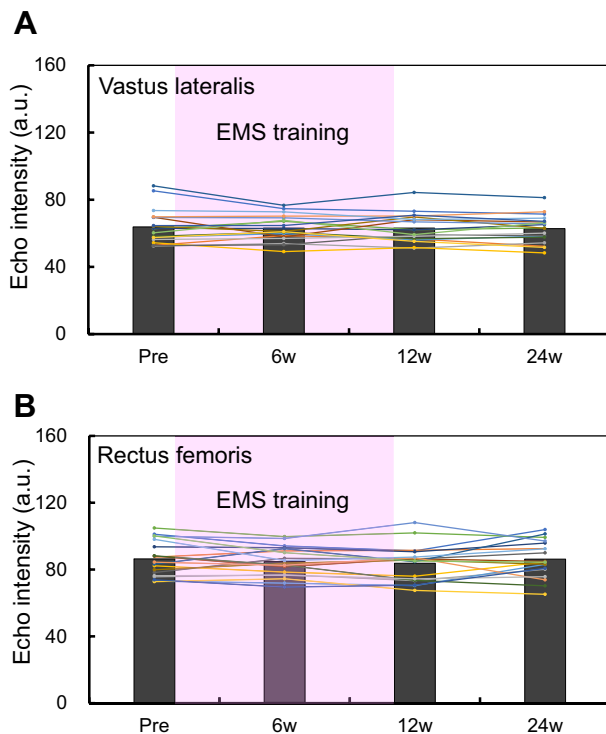 A
160
Vastus lateralis
120
EMS training
80
40
0
Echo intensity (a.u.)
Pre 6w 12w 24w
B
160
Rectus femoris
120
EMS training
80
40
0
Echo intensity (a.u.)
Pre 6w 12w 24w